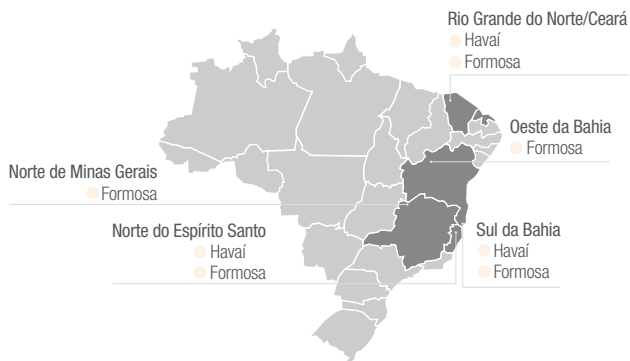 Rio Grande do Norte/Ceará
Havaí
Formosa
Oeste da Bahia
Formosa
Norte de Minas Gerais
Formosa
Norte do Espírito Santo
Havaí
Formosa
Sul da Bahia
Havaí
Formosa